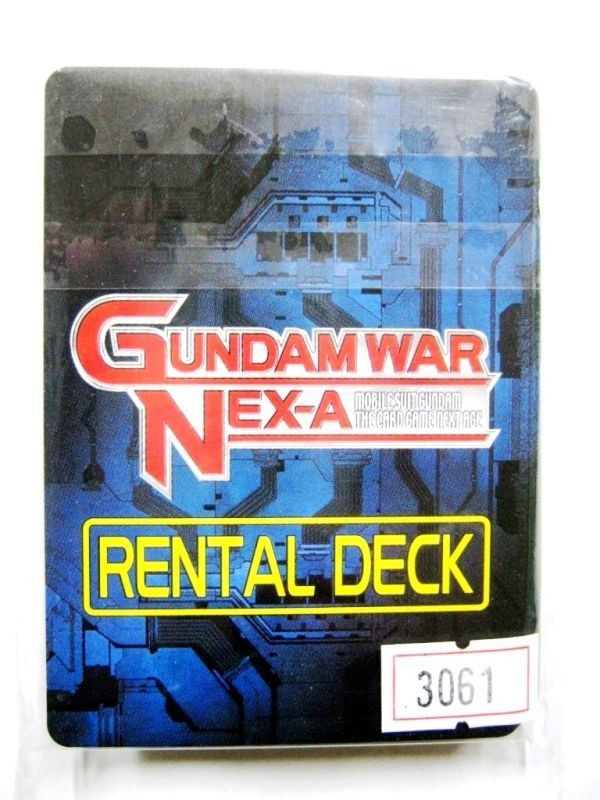 GUNDAM WAR
NEX-A
MOBILE SUIT GUNDAM
THE CARD GAME NEXT AGE
RENTAL DECK
3061